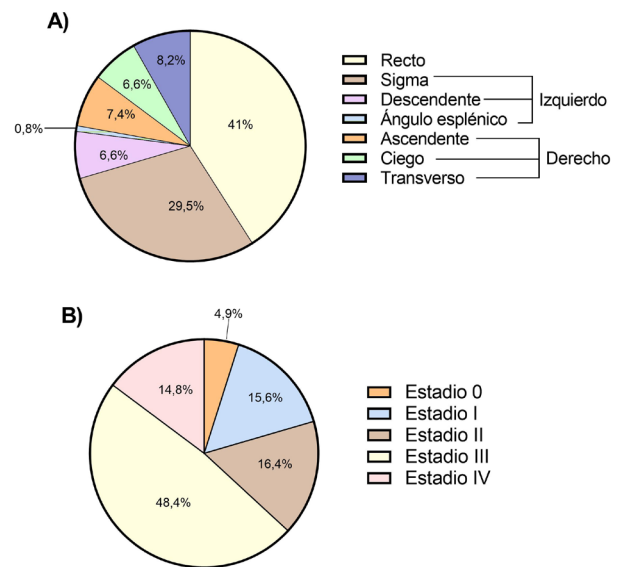 A)
8,2%
6,6%
7,4%
0,8%
41%
6,6%
29,5%
Recto
Sigma
Descendente
Ángulo esplénico
Izquierdo
Ascendente
Ciego
Derecho
Transverso
B)
4,9%
14,8%
15,6%
16,4%
48,4%
Estadio 0
Estadio I
Estadio II
Estadio III
Estadio IV